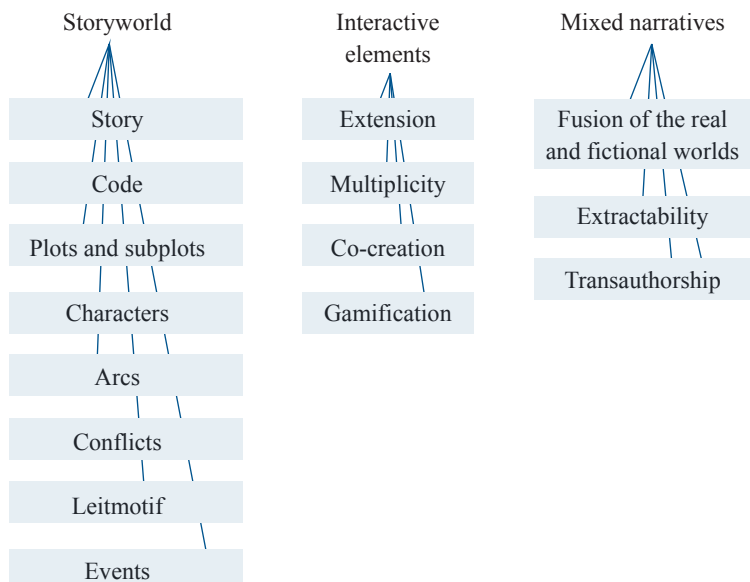 Storyworld
Story
Code
Plots and subplots
Characters
Arcs
Conflicts
Leitmotif
Events
Interactive
elements
Extension
Multiplicity
Co-creation
Gamification
Mixed narratives
Fusion of the real
and fictional worlds
Extractability
Transauthorship